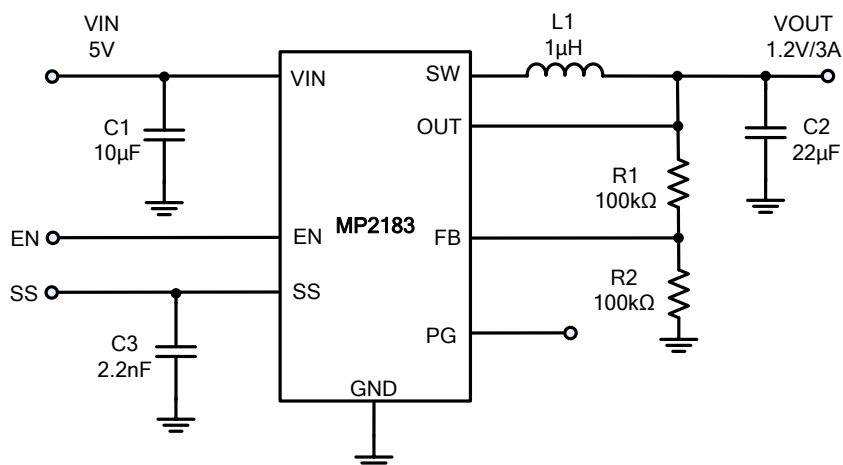 VIN
5V
L1
1µH
VOUT
1.2V/3A
VIN
SW
C1
10µF
OUT
C2
22µF
R1
100kΩ
MP2183
EN
EN
FB
SS
SS
R2
100kΩ
C3
2.2nF
PG
GND